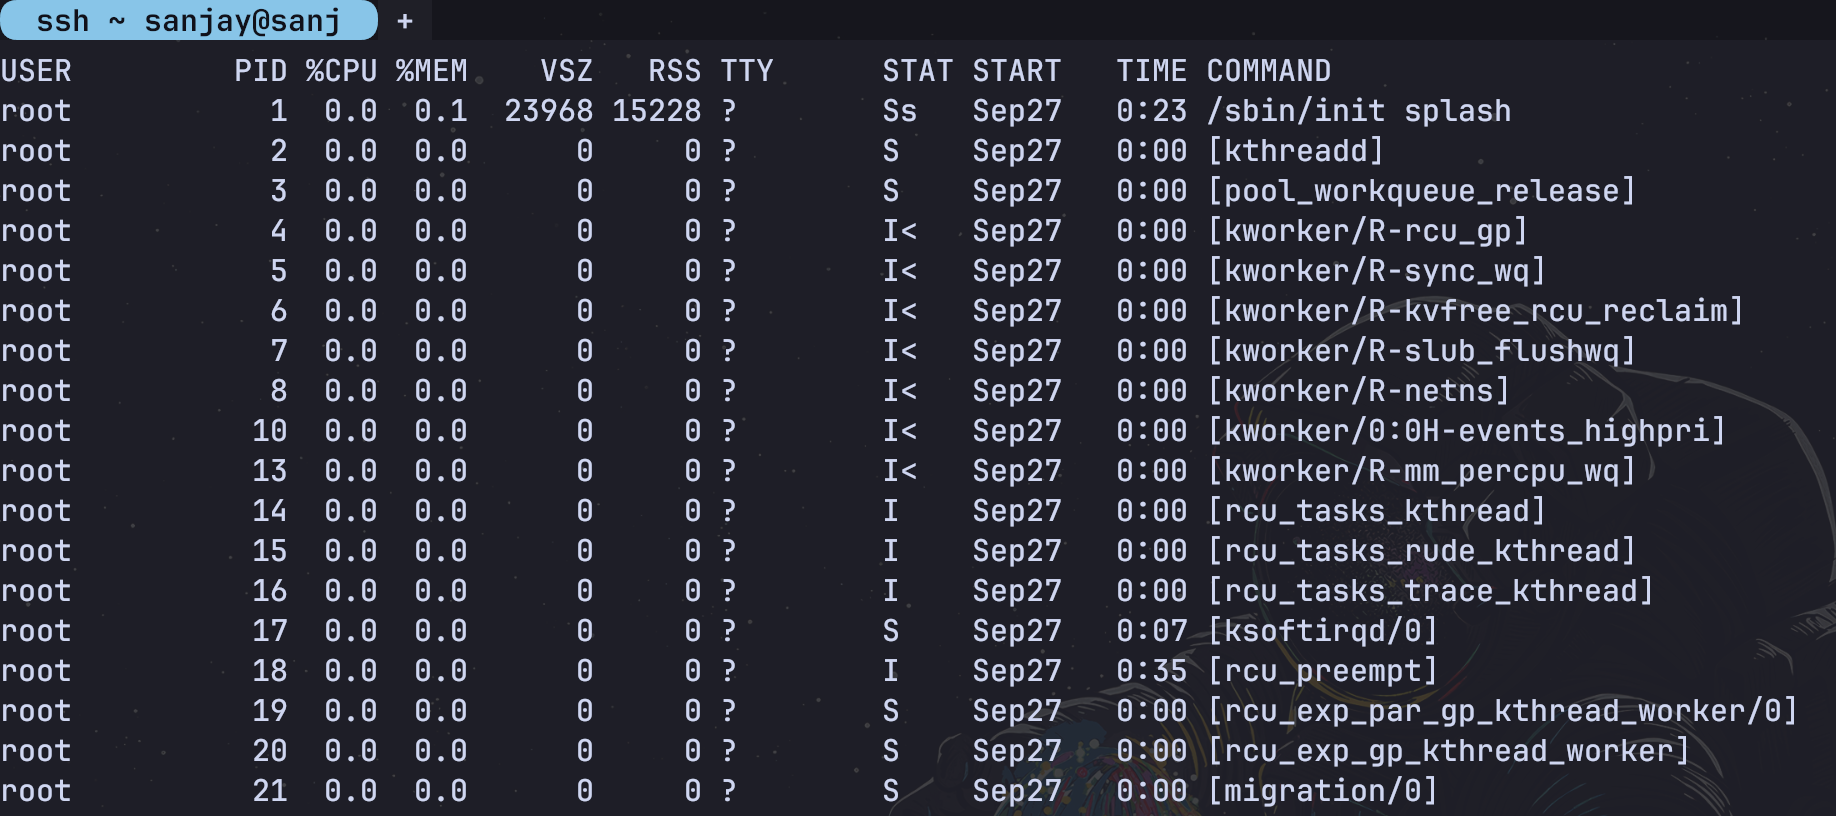 ssh ~ sanjay@sanj +
USER         PID %CPU %MEM    VSZ   RSS TTY      STAT START   TIME COMMAND
root           1  0.0  0.1  23968 15228 ?        Ss   Sep27   0:23 /sbin/init splash
root           2  0.0  0.0      0     0 ?        S    Sep27   0:00 [kthreadd]
root           3  0.0  0.0      0     0 ?        S    Sep27   0:00 [pool_workqueue_release]
root           4  0.0  0.0      0     0 ?        I<   Sep27   0:00 [kworker/R-rcu_gp]
root           5  0.0  0.0      0     0 ?        I<   Sep27   0:00 [kworker/R-sync_wq]
root           6  0.0  0.0      0     0 ?        I<   Sep27   0:00 [kworker/R-kvfree_rcu_reclaim]
root           7  0.0  0.0      0     0 ?        I<   Sep27   0:00 [kworker/R-slub_flushwq]
root           8  0.0  0.0      0     0 ?        I<   Sep27   0:00 [kworker/R-netns]
root          10  0.0  0.0      0     0 ?        I<   Sep27   0:00 [kworker/0:0H-events_highpri]
root          13  0.0  0.0      0     0 ?        I<   Sep27   0:00 [kworker/R-mm_percpu_wq]
root          14  0.0  0.0      0     0 ?        I    Sep27   0:00 [rcu_tasks_kthread]
root          15  0.0  0.0      0     0 ?        I    Sep27   0:00 [rcu_tasks_rude_kthread]
root          16  0.0  0.0      0     0 ?        I    Sep27   0:00 [rcu_tasks_trace_kthread]
root          17  0.0  0.0      0     0 ?        S    Sep27   0:07 [ksoftirqd/0]
root          18  0.0  0.0      0     0 ?        I    Sep27   0:35 [rcu_preempt]
root          19  0.0  0.0      0     0 ?        S    Sep27   0:00 [rcu_exp_par_gp_kthread_worker/0]
root          20  0.0  0.0      0     0 ?        S    Sep27   0:00 [rcu_exp_gp_kthread_worker]
root          21  0.0  0.0      0     0 ?        S    Sep27   0:00 [migration/0]